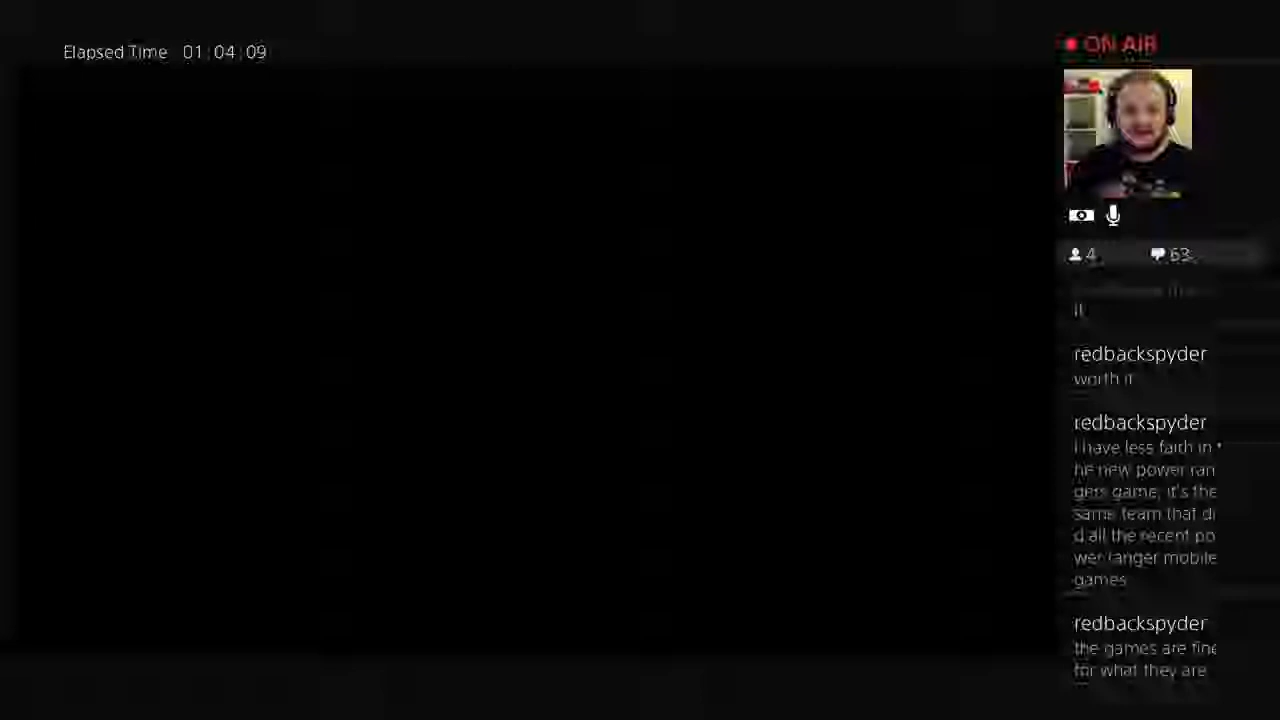 Elapsed Time 01:04:09
ON AIR
4
63
it
redbackspyder
worth it
redbackspyder
I have less faith in t
he new power ran
gers game, it's the
same team that di
d all the recent po
wer ranger mobile
games
redbackspyder
the games are fine
for what they are